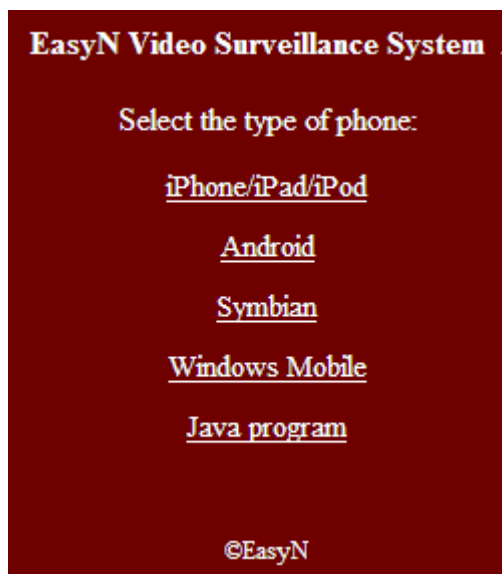 EasyN Video Surveillance System
Select the type of phone:
iPhone/iPad/iPod
Android
Symbian
Windows Mobile
Java program
©EasyN